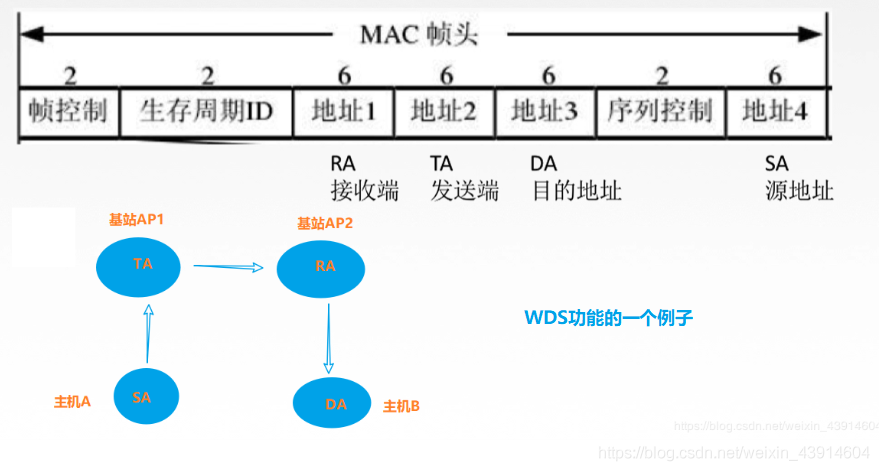 MAC 帧头
2 2 6 6 6 2 6
帧控制 生存周期ID 地址1 地址2 地址3 序列控制 地址4
RA TA DA SA
接收端 发送端 目的地址 源地址
基站AP1 基站AP2
TA RA
WDS功能的一个例子
主机A SA DA 主机B
https://blog.csdn.net/weixin_43914604
https://blog.csdn.net/weixin_43914604